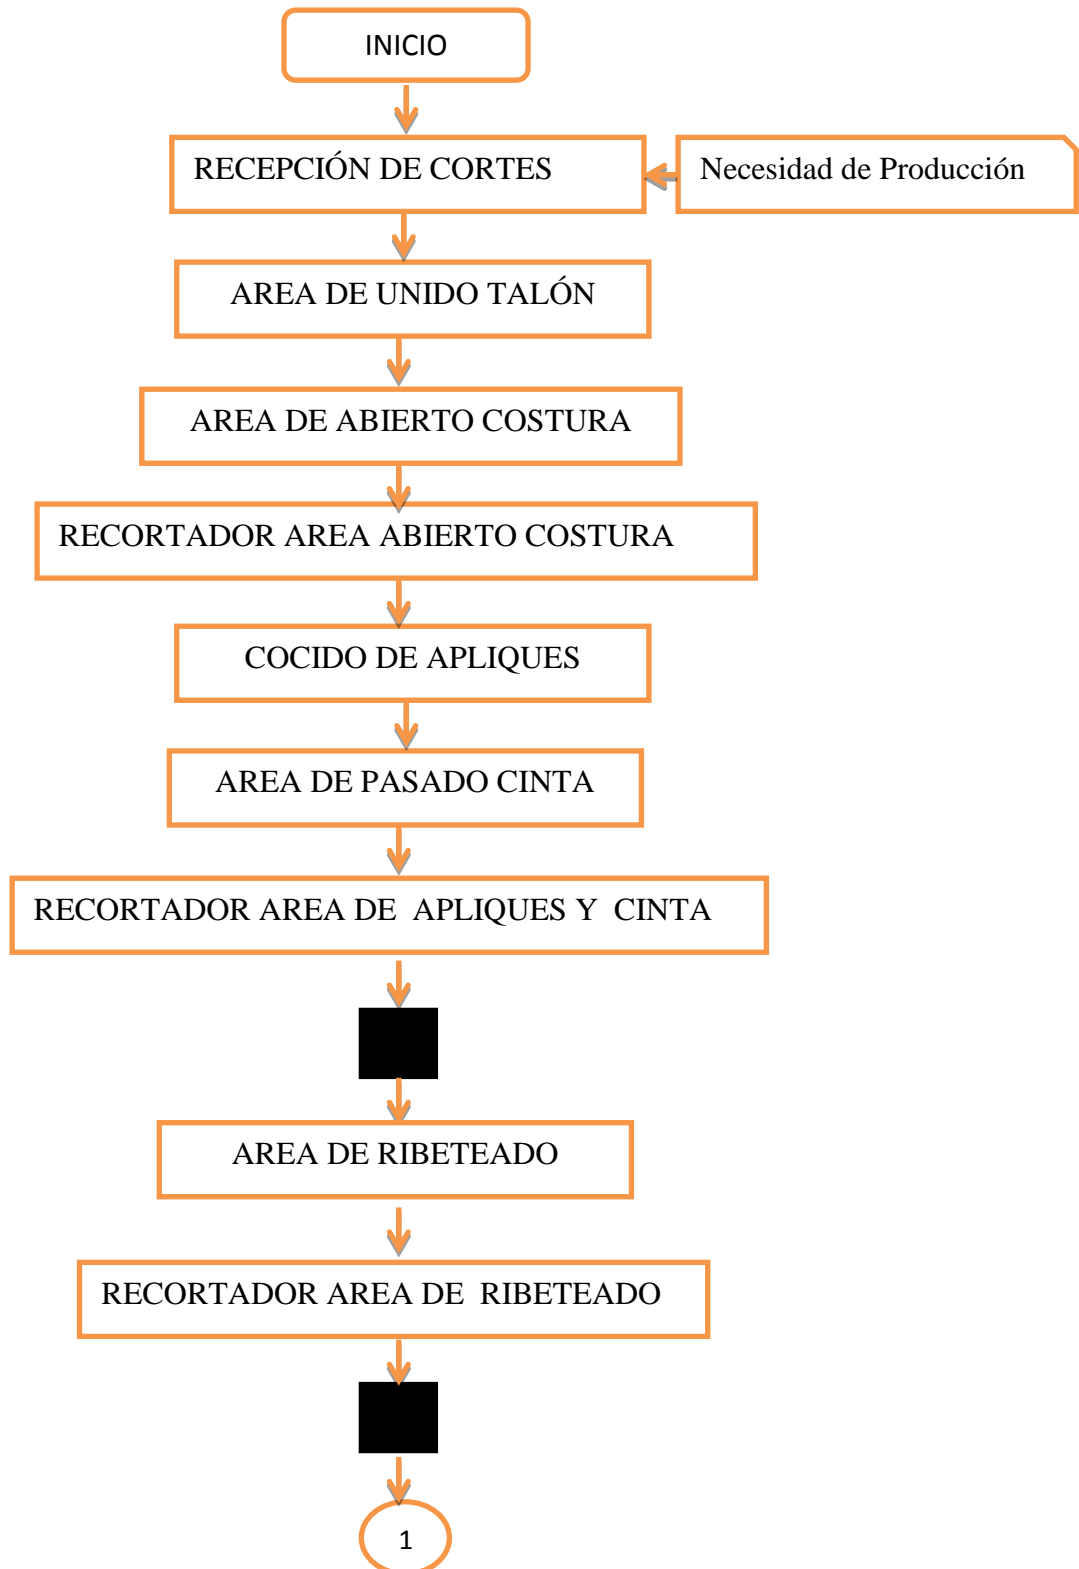 INICIO
RECEPCIÓN DE CORTES
Necesidad de Producción
AREA DE UNIDO TALÓN
AREA DE ABIERTO COSTURA
RECORTADOR AREA ABIERTO COSTURA
COCIDO DE APLIQUES
AREA DE PASADO CINTA
RECORTADOR AREA DE  APLIQUES Y  CINTA
AREA DE RIBETEADO
RECORTADOR AREA DE  RIBETEADO
1